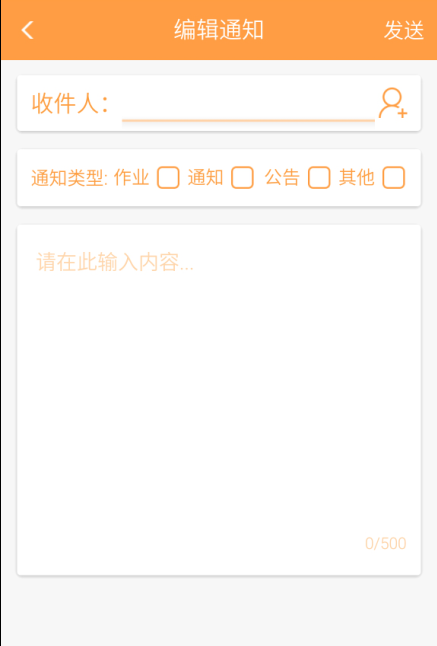 编辑通知 发送
收件人：
通知类型: 作业 通知 公告 其他
请在此输入内容...
0/500